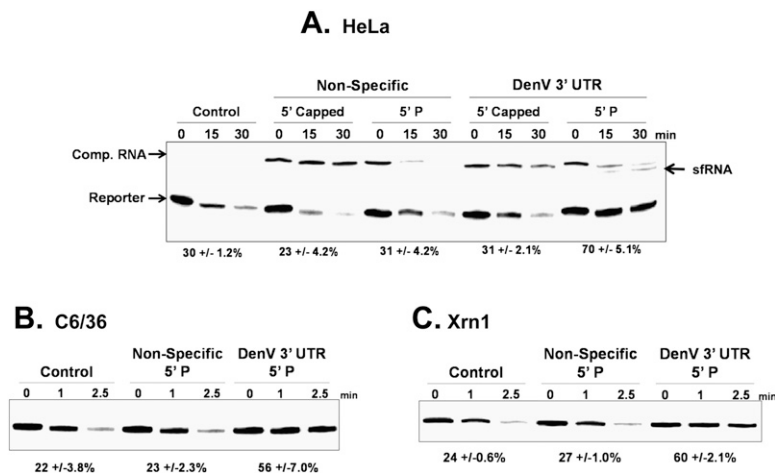 A. HeLa
Non-Specific DenV 3' UTR
Control 5' Capped 5' P 5' Capped 5' P
0 15 30 0 15 30 0 15 30 0 15 30 0 15 30 min
Comp. RNA
sfRNA
Reporter
30 +/- 1.2% 23 +/- 4.2% 31 +/- 4.2% 31 +/- 2.1% 70 +/- 5.1%
B. C6/36
Control Non-Specific 5' P DenV 3' UTR 5' P
0 1 2.5 0 1 2.5 0 1 2.5 min
22 +/-3.8% 23 +/-2.3% 56 +/-7.0%
C. Xrn1
Control Non-Specific 5' P DenV 3' UTR 5' P
0 1 2.5 0 1 2.5 0 1 2.5 min
24 +/-0.6% 27 +/-1.0% 60 +/-2.1%